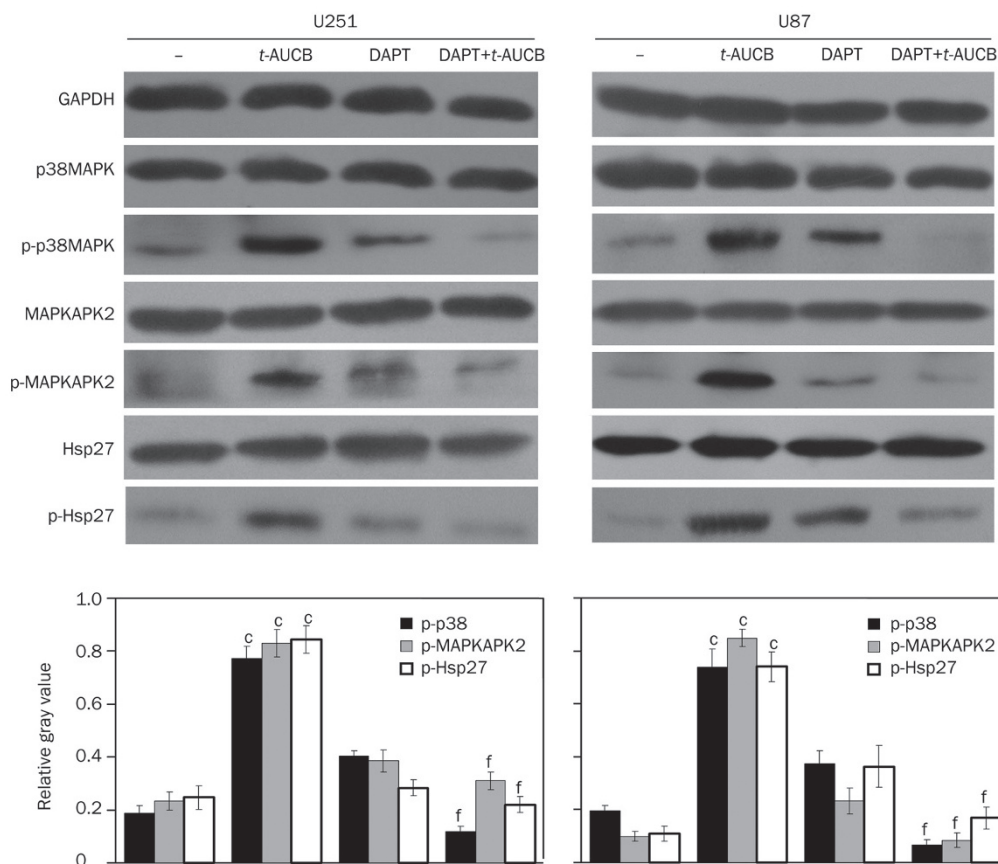 U251
– t-AUCB DAPT DAPT+t-AUCB
U87
– t-AUCB DAPT DAPT+t-AUCB
GAPDH
p38MAPK
p-p38MAPK
MAPKAPK2
p-MAPKAPK2
Hsp27
p-Hsp27
Relative gray value
1.0
0.8
0.6
0.4
0.2
0
c c c
f f f
p-p38
p-MAPKAPK2
p-Hsp27
c c c
f f f
p-p38
p-MAPKAPK2
p-Hsp27